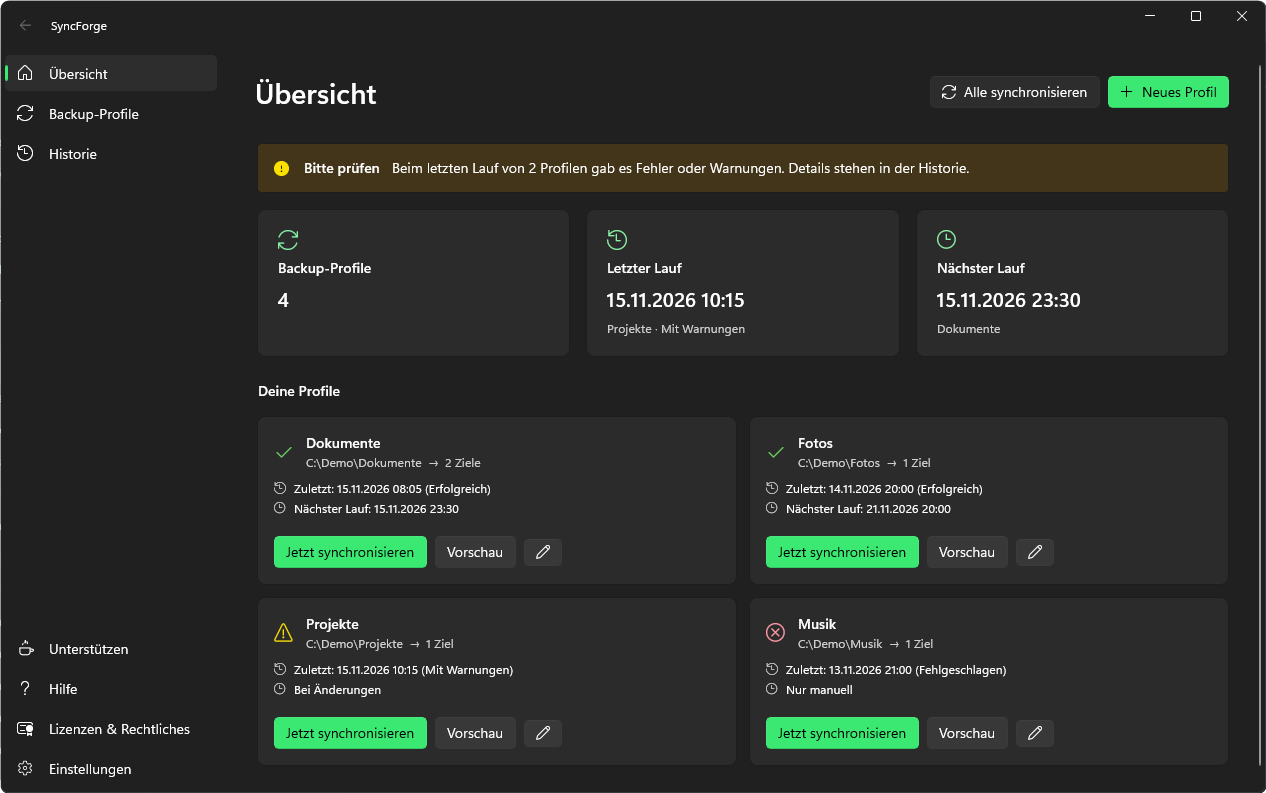 SyncForge
Übersicht
Backup-Profile
Historie
Unterstützen
Hilfe
Lizenzen & Rechtliches
Einstellungen
Übersicht
Alle synchronisieren
Neues Profil
Bitte prüfen Beim letzten Lauf von 2 Profilen gab es Fehler oder Warnungen. Details stehen in der Historie.
Backup-Profile
4
Letzter Lauf
15.11.2026 10:15
Projekte · Mit Warnungen
Nächster Lauf
15.11.2026 23:30
Dokumente
Deine Profile
Dokumente
C:\Demo\Dokumente → 2 Ziele
Zuletzt: 15.11.2026 08:05 (Erfolgreich)
Nächster Lauf: 15.11.2026 23:30
Jetzt synchronisieren
Vorschau
Fotos
C:\Demo\Fotos → 1 Ziel
Zuletzt: 14.11.2026 20:00 (Erfolgreich)
Nächster Lauf: 21.11.2026 20:00
Jetzt synchronisieren
Vorschau
Projekte
C:\Demo\Projekte → 1 Ziel
Zuletzt: 15.11.2026 10:15 (Mit Warnungen)
Bei Änderungen
Jetzt synchronisieren
Vorschau
Musik
C:\Demo\Musik → 1 Ziel
Zuletzt: 13.11.2026 21:00 (Fehlgeschlagen)
Nur manuell
Jetzt synchronisieren
Vorschau